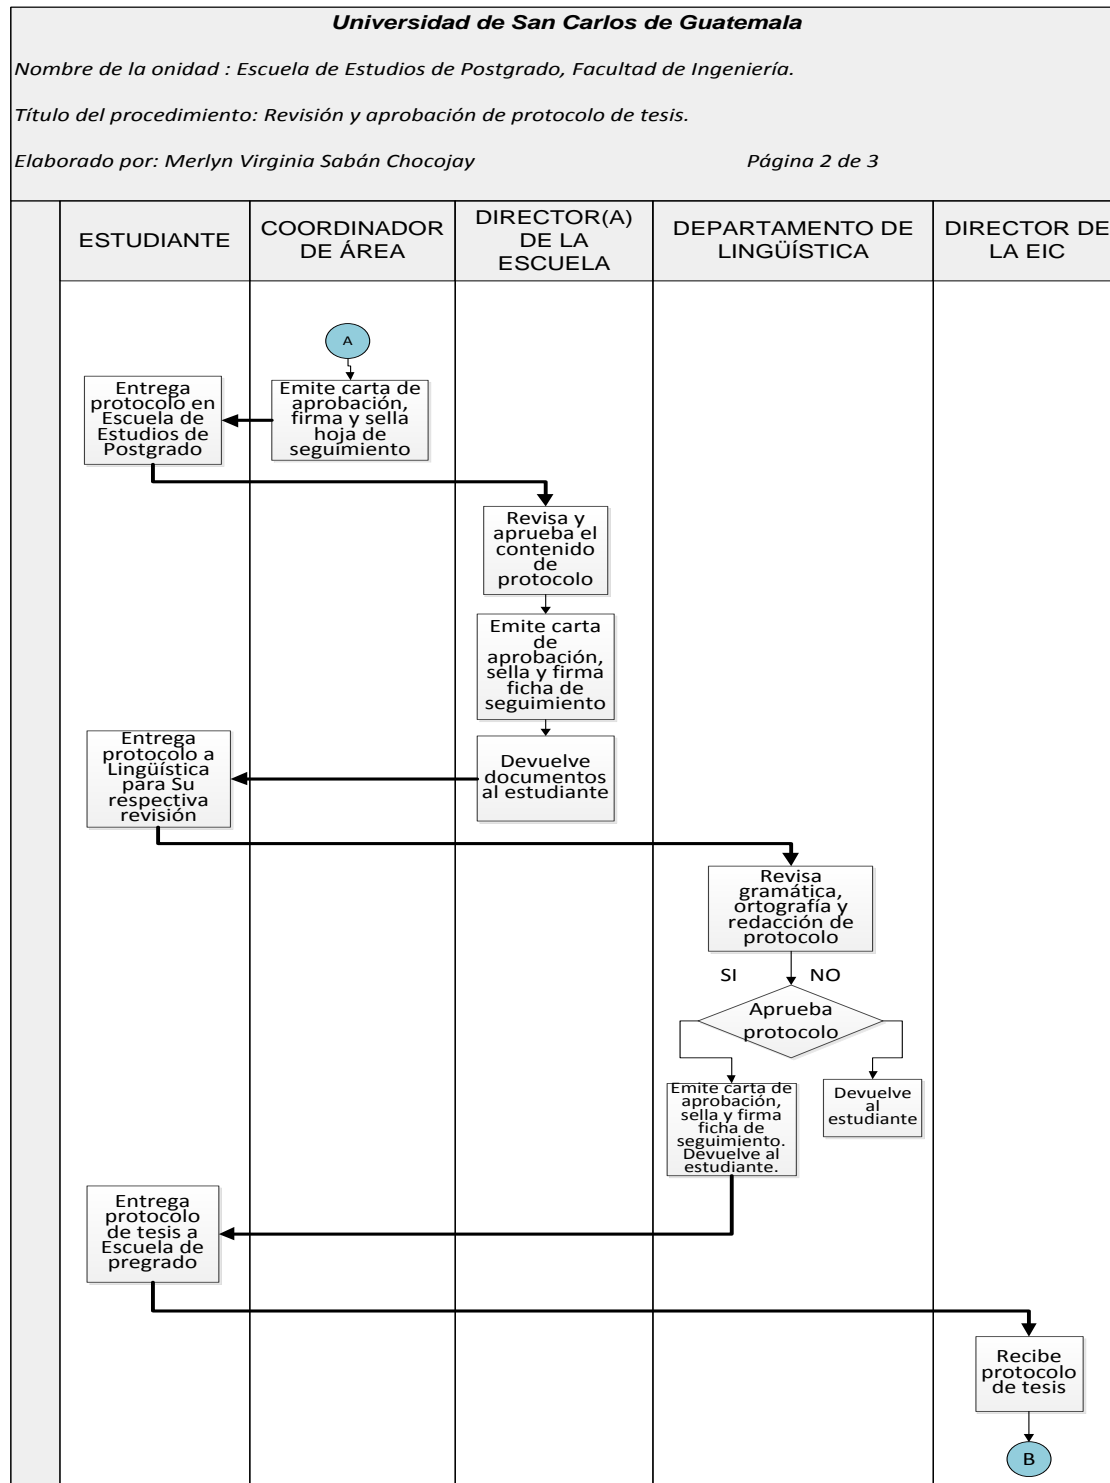 Universidad de San Carlos de Guatemala
Nombre de la onidad : Escuela de Estudios de Postgrado, Facultad de Ingeniería.
Título del procedimiento: Revisión y aprobación de protocolo de tesis.
Elaborado por: Merlyn Virginia Sabán Chocojay
Página 2 de 3
ESTUDIANTE
COORDINADOR
DE ÁREA
DIRECTOR(A)
DE LA
ESCUELA
DEPARTAMENTO DE
LINGÜÍSTICA
DIRECTOR DE
LA EIC
A
Emite carta de
aprobación,
firma y sella
hoja de
seguimiento
Entrega
protocolo en
Escuela de
Estudios de
Postgrado
Revisa y
aprueba el
contenido
de
protocolo
Emite carta
de
aprobación,
sella y firma
ficha de
seguimiento
Devuelve
documentos
al estudiante
Entrega
protocolo a
Lingüística
para Su
respectiva
revisión
Revisa
gramática,
ortografía y
redacción de
protocolo
SI
NO
Aprueba
protocolo
Emite carta de
aprobación,
sella y firma
ficha de
seguimiento.
Devuelve al
estudiante.
Devuelve
al
estudiante
Entrega
protocolo
de tesis a
Escuela de
pregrado
Recibe
protocolo
de tesis
B